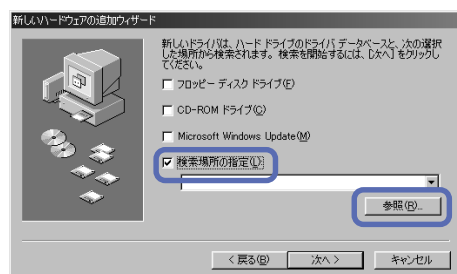 新しいハードウェアの追加ウィザード
新しいドライバは、ハード ドライブのドライバ データベースと、次の選択
した場所から検索されます。検索を開始するには、[次へ] をクリックし
てください。
フロッピー ディスク ドライブ(F)
CD-ROM ドライブ(C)
Microsoft Windows Update(M)
検索場所の指定(L):
参照(R)...
< 戻る(B)
次へ >
キャンセル